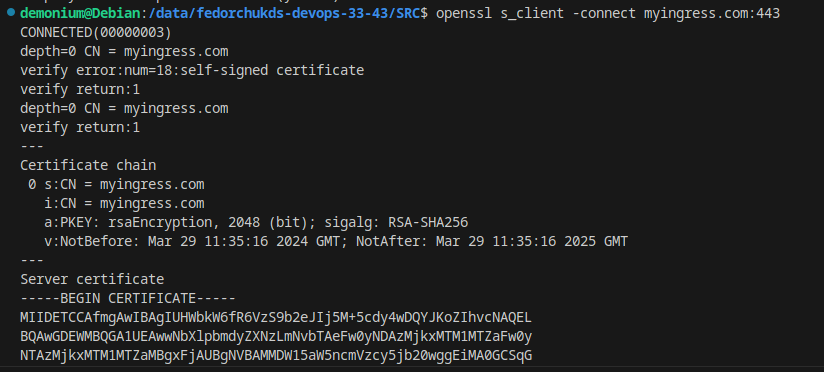 demonium@Debian:/data/fedorchukds-devops-33-43/SRC$ openssl s_client -connect myingress.com:443
CONNECTED(00000003)
depth=0 CN = myingress.com
verify error:num=18:self-signed certificate
verify return:1
depth=0 CN = myingress.com
verify return:1
---
Certificate chain
 0 s:CN = myingress.com
   i:CN = myingress.com
   a:PKEY: rsaEncryption, 2048 (bit); sigalg: RSA-SHA256
   v:NotBefore: Mar 29 11:35:16 2024 GMT; NotAfter: Mar 29 11:35:16 2025 GMT
---
Server certificate
-----BEGIN CERTIFICATE-----
MIIDETCCAfmgAwIBAgIUHWbkW6fR6VzS9b2eJIj5M+5cdy4wDQYJKoZIhvcNAQEL
BQAwGDEWMBQGA1UEAwwNbXlpbmdyZXNzLmNvbTAeFw0yNDAzMjkxMTM1MTZaFw0y
NTAzMjkxMTM1MTZaMBgxFjAUBgNVBAMMDW15aW5ncmVzcy5jb20wggEiMA0GCSqG